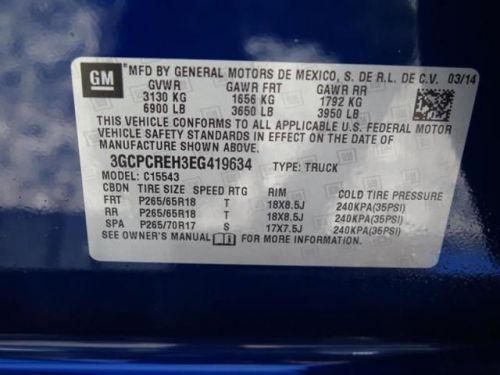 GM MFD BY GENERAL MOTORS DE MEXICO, S. DE R.L. DE C.V. 03/14
GVWR GAWR FRT GAWR RR
3130 KG 1656 KG 1792 KG
6900 LB 3650 LB 3950 LB
THIS VEHICLE CONFORMS TO ALL APPLICABLE U.S. FEDERAL MOTOR
VEHICLE SAFETY STANDARDS IN EFFECT ON THE DATE OF
MANUFACTURE SHOWN ABOVE.
3GCPCREH3EG419634 TYPE: TRUCK
MODEL: C15543
CBDN TIRE SIZE SPEED RTG RIM COLD TIRE PRESSURE
FRT P265/65R18 T 18X8.5J 240KPA(35PSI)
RR P265/65R18 T 18X8.5J 240KPA(35PSI)
SPA P265/70R17 S 17X7.5J 240KPA(35PSI)
SEE OWNER'S MANUAL FOR MORE INFORMATION.